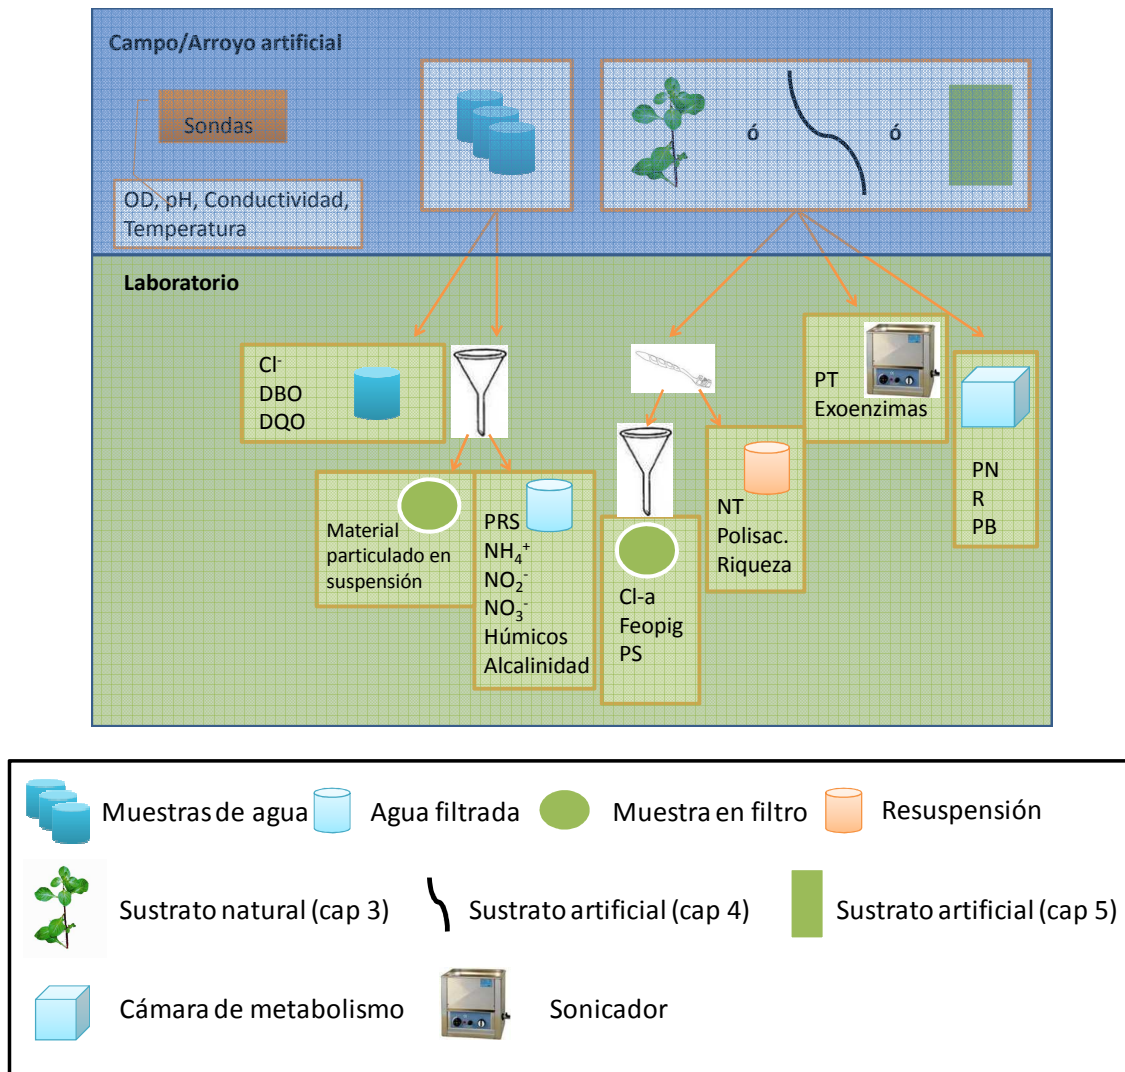 Campo/Arroyo artificial
Sondas
ó
ó
OD, pH, Conductividad,
Temperatura
Laboratorio
Cl⁻
DBO
DQO
PT
Exoenzimas
PN
R
PB
Material
particulado en
suspensión
PRS
NH₄⁺
NO₂⁻
NO₃⁻
Húmicos
Alcalinidad
Cl-a
Feopig
PS
NT
Polisac.
Riqueza
Muestras de agua
Agua filtrada
Muestra en filtro
Resuspensión
Sustrato natural (cap 3)
Sustrato artificial (cap 4)
Sustrato artificial (cap 5)
Cámara de metabolismo
Sonicador